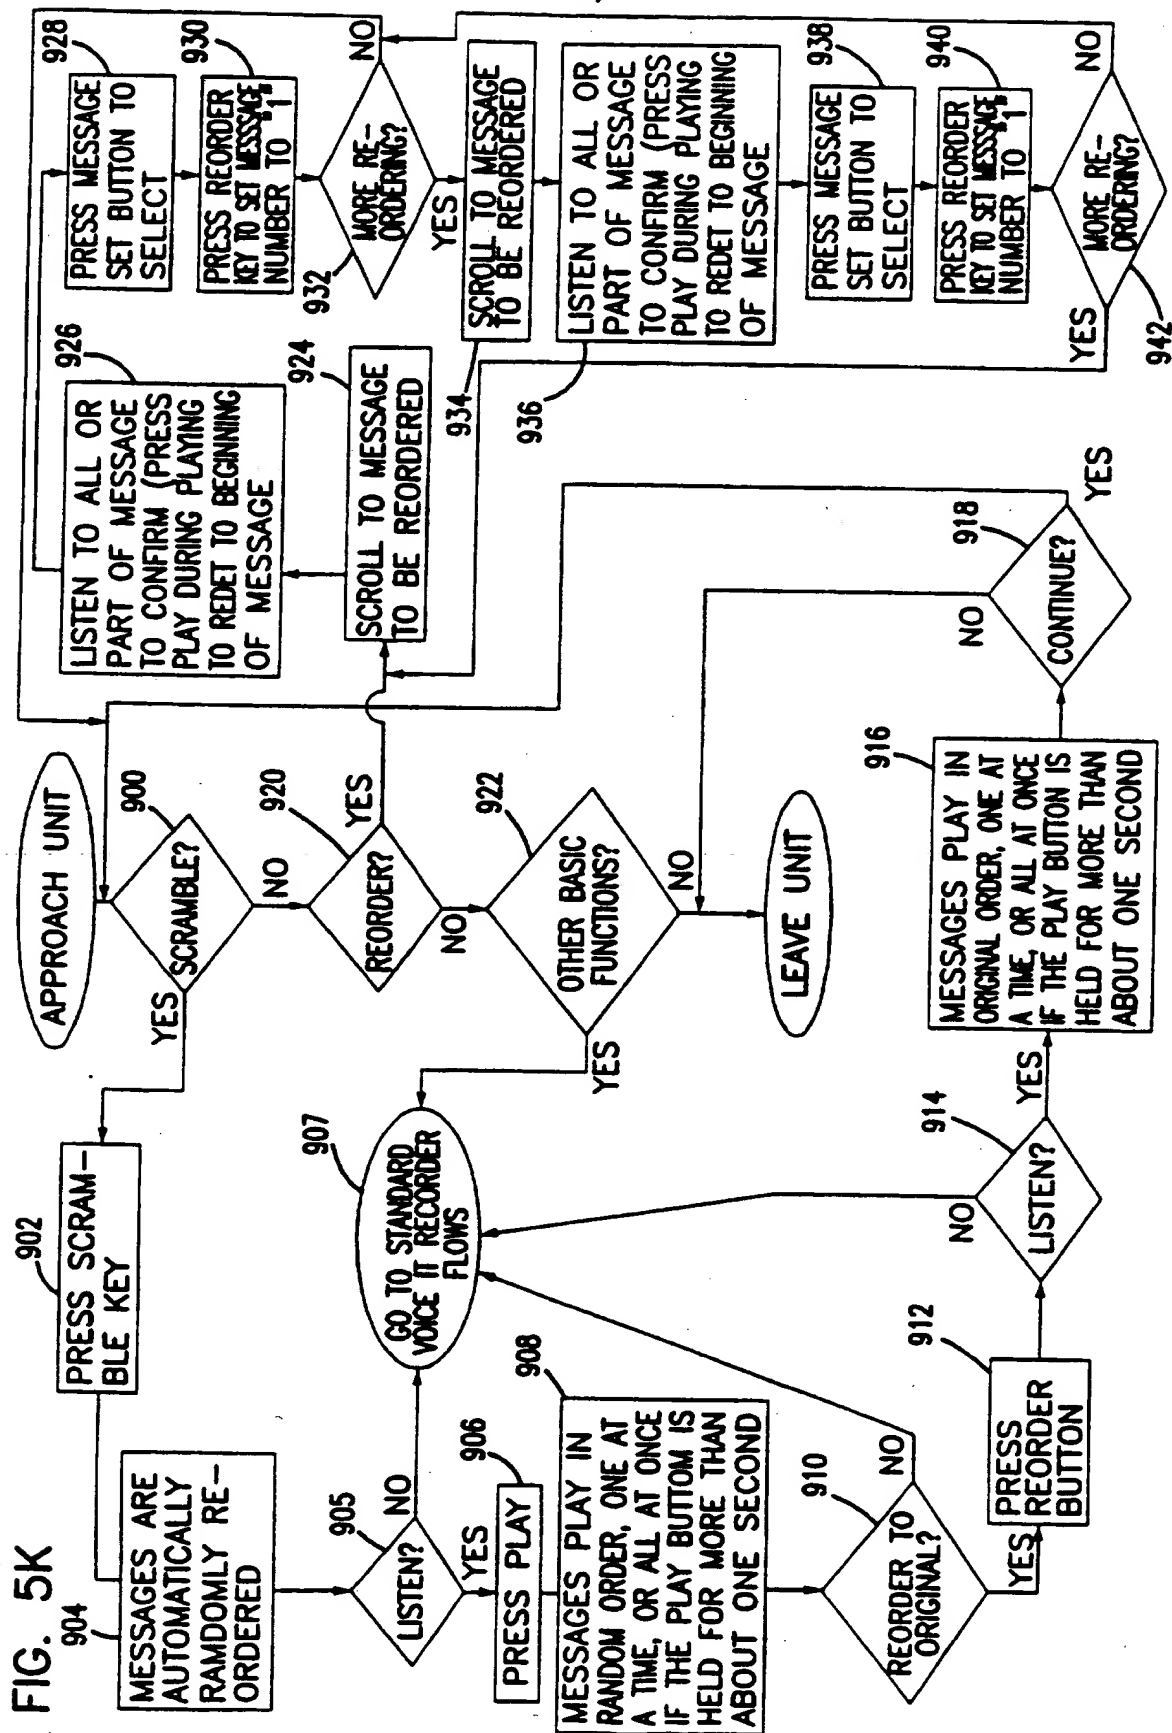 FIG. 5K
APPROACH UNIT
900
SCRAMBLE?
YES
NO
902
PRESS SCRAM-
BLE KEY
904
MESSAGES ARE
AUTOMATICALLY
RAMDOMLY RE-
ORDERED
905
LISTEN?
NO
YES
906
PRESS PLAY
907
GO TO STANDARD
VOICE IT RECORDER
FLOWS
908
MESSAGES PLAY IN
RANDOM ORDER, ONE AT
A TIME, OR ALL AT ONCE
IF THE PLAY BUTTOM IS
HELD FOR MORE THAN
ABOUT ONE SECOND
910
REORDER TO
ORIGINAL?
NO
YES
912
PRESS
REORDER
BUTTON
914
LISTEN?
NO
YES
916
MESSAGES PLAY IN
ORIGINAL ORDER, ONE AT
A TIME, OR ALL AT ONCE
IF THE PLAY BUTTON IS
HELD FOR MORE THAN
ABOUT ONE SECOND
918
CONTINUE?
NO
YES
920
REORDER?
YES
NO
922
OTHER BASIC
FUNCTIONS?
YES
NO
LEAVE UNIT
924
SCROLL TO MESSAGE
TO BE REORDERED
926
LISTEN TO ALL OR
PART OF MESSAGE
TO CONFIRM (PRESS
PLAY DURING PLAYING
TO REDET TO BEGINNING
OF MESSAGE
928
PRESS MESSAGE
SET BUTTON TO
SELECT
930
PRESS REORDER
KEY TO SET MESSAGE
NUMBER TO "1"
932
MORE RE-
ORDERING?
NO
YES
934
SCROLL TO MESSAGE
TO BE REORDERED
936
LISTEN TO ALL OR
PART OF MESSAGE
TO CONFIRM (PRESS
PLAY DURING PLAYING
TO REDET TO BEGINNING
OF MESSAGE
938
PRESS MESSAGE
SET BUTTON TO
SELECT
940
PRESS REORDER
KEY TO SET MESSAGE
NUMBER TO "1"
942
MORE RE-
ORDERING?
NO
YES